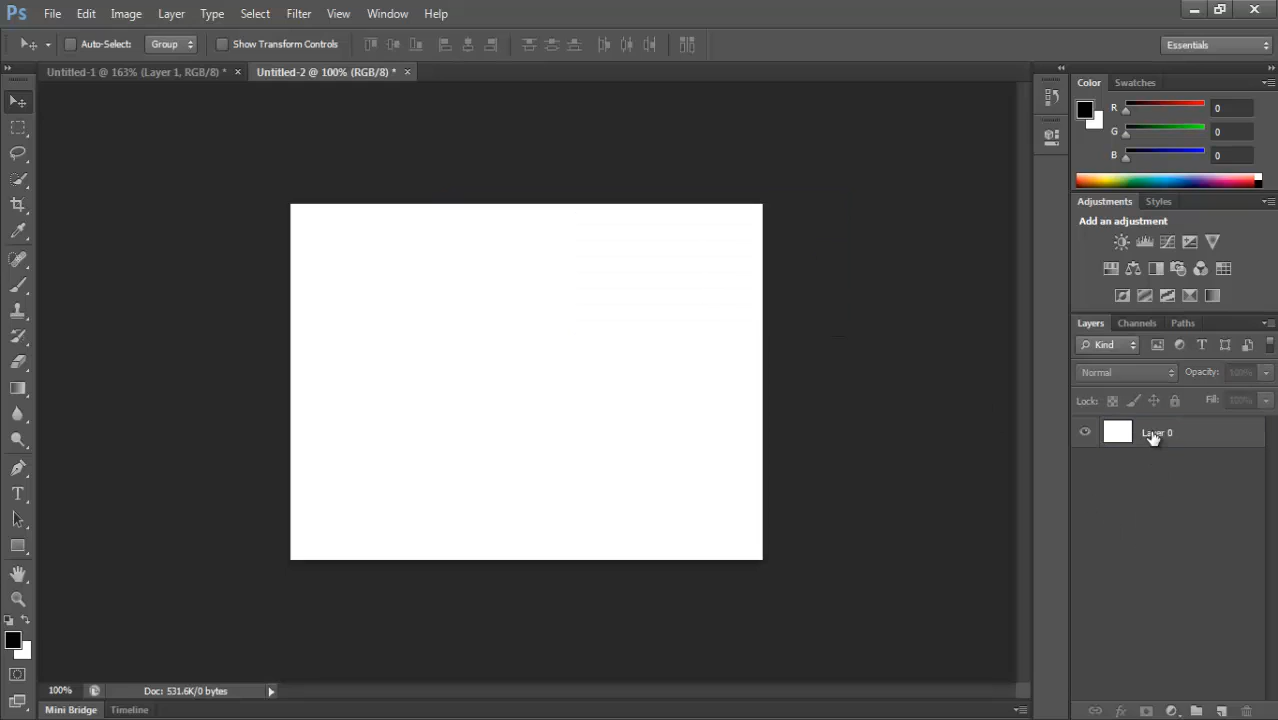 Ps File Edit Image Layer Type Select Filter View Window Help
Auto-Select: Group Show Transform Controls Essentials
Untitled-1 @ 163% (Layer 1, RGB/8) * × Untitled-2 @ 100% (RGB/8) * ×
Color Swatches
R 0
G 0
B 0
Adjustments Styles
Add an adjustment
Layers Channels Paths
Kind T
Normal Opacity: 100%
Lock: Fill: 100%
Layer 0
T
100% Doc: 531.6K/0 bytes
fx
Mini Bridge Timeline